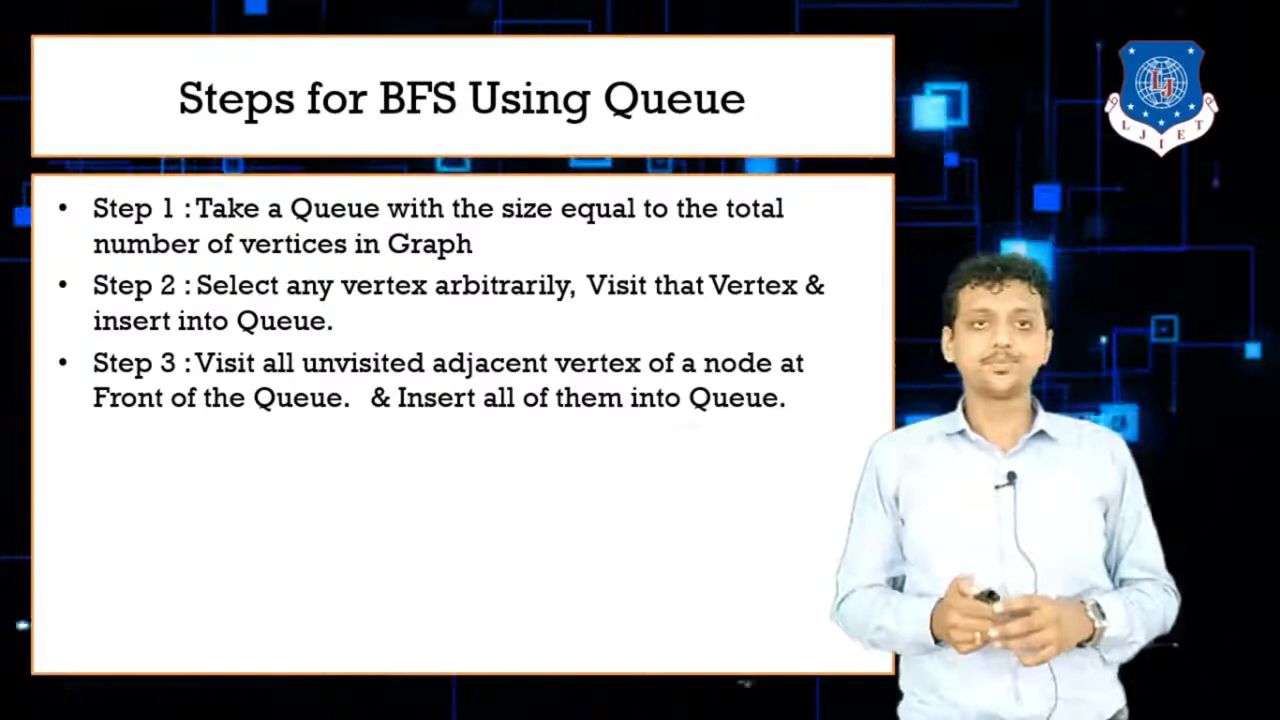 Steps for BFS Using Queue
LJ
L J I E T
• Step 1 : Take a Queue with the size equal to the total
number of vertices in Graph
• Step 2 : Select any vertex arbitrarily, Visit that Vertex &
insert into Queue.
• Step 3 : Visit all unvisited adjacent vertex of a node at
Front of the Queue. & Insert all of them into Queue.